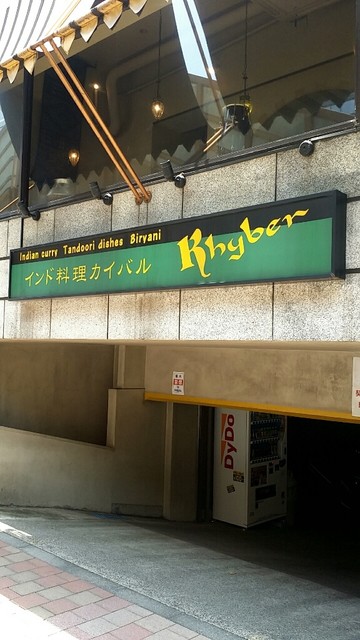 Indian curry Tandoori dishes Biryani
インド料理カイバル
Khyber
DyDo